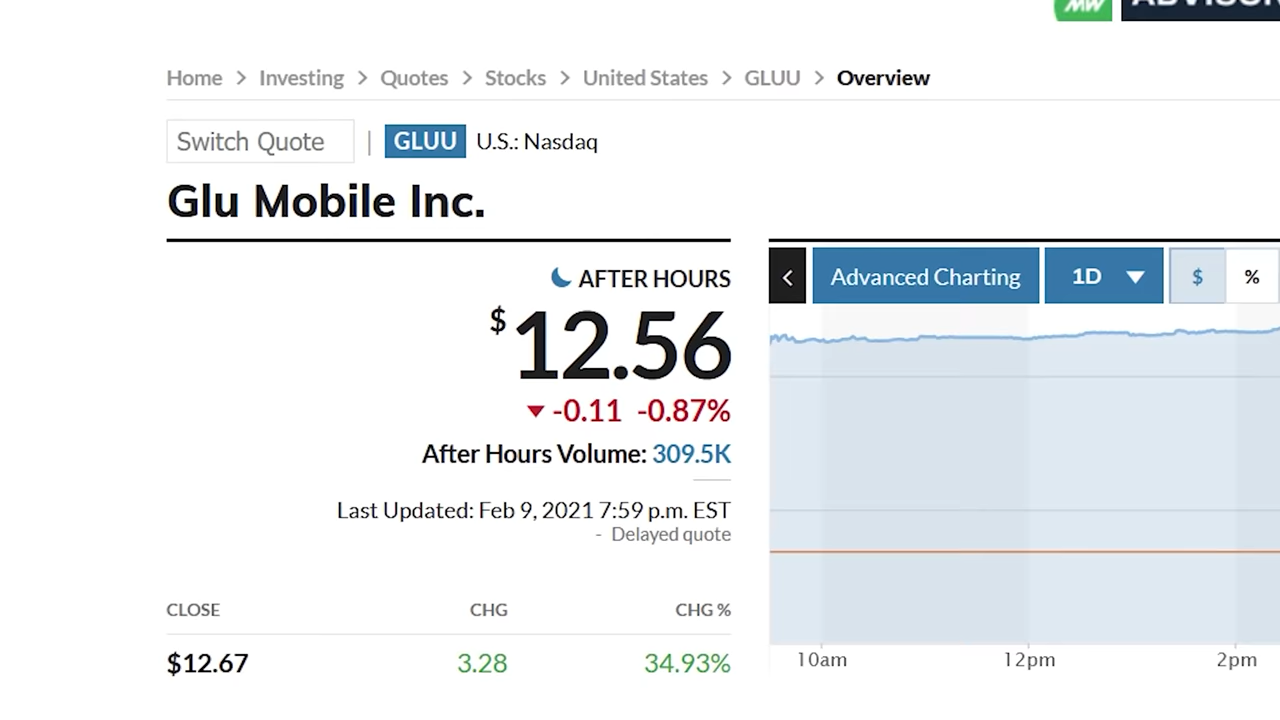 MW
Home > Investing > Quotes > Stocks > United States > GLUU > Overview
Switch Quote | GLUU U.S.: Nasdaq
Glu Mobile Inc.
AFTER HOURS
$12.56
-0.11 -0.87%
After Hours Volume: 309.5K
Last Updated: Feb 9, 2021 7:59 p.m. EST
- Delayed quote
CLOSE CHG CHG %
$12.67 3.28 34.93%
Advanced Charting 1D $ %
10am 12pm 2pm